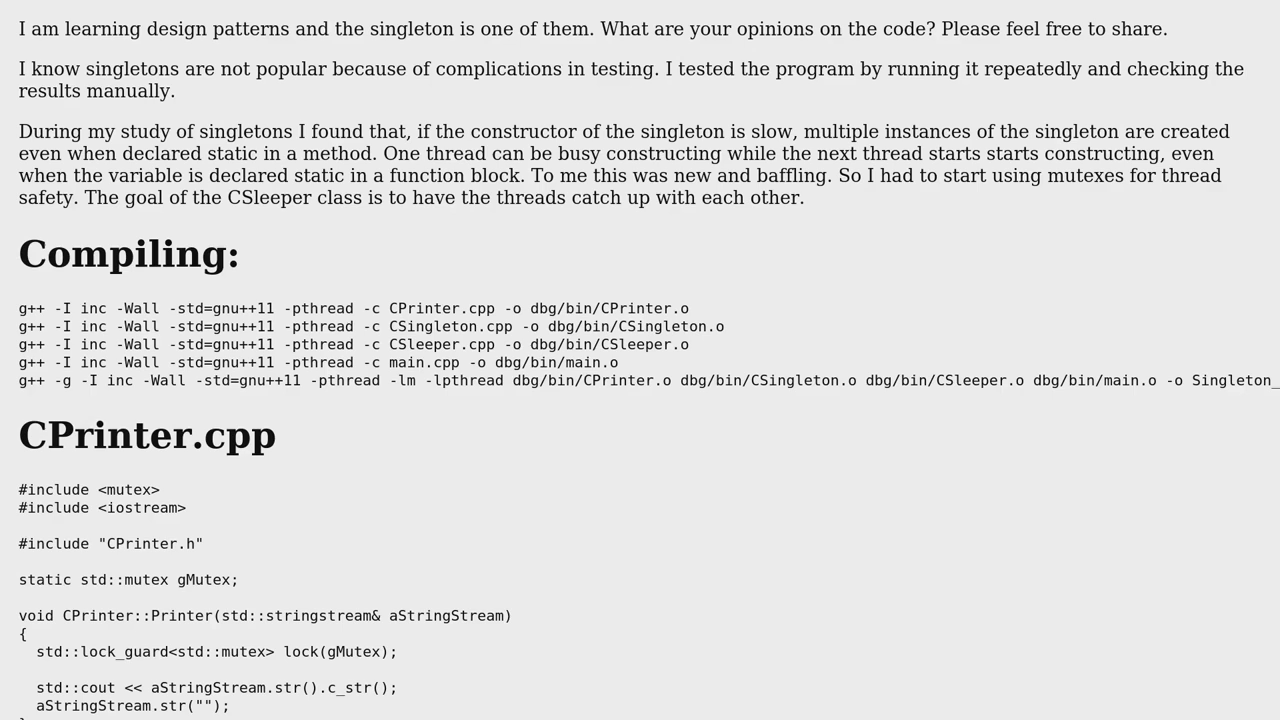 I am learning design patterns and the singleton is one of them. What are your opinions on the code? Please feel free to share.
I know singletons are not popular because of complications in testing. I tested the program by running it repeatedly and checking the
results manually.
During my study of singletons I found that, if the constructor of the singleton is slow, multiple instances of the singleton are created
even when declared static in a method. One thread can be busy constructing while the next thread starts starts constructing, even
when the variable is declared static in a function block. To me this was new and baffling. So I had to start using mutexes for thread
safety. The goal of the CSleeper class is to have the threads catch up with each other.
Compiling:
g++ -I inc -Wall -std=gnu++11 -pthread -c CPrinter.cpp -o dbg/bin/CPrinter.o
g++ -I inc -Wall -std=gnu++11 -pthread -c CSingleton.cpp -o dbg/bin/CSingleton.o
g++ -I inc -Wall -std=gnu++11 -pthread -c CSleeper.cpp -o dbg/bin/CSleeper.o
g++ -I inc -Wall -std=gnu++11 -pthread -c main.cpp -o dbg/bin/main.o
g++ -g -I inc -Wall -std=gnu++11 -pthread -lm -lpthread dbg/bin/CPrinter.o dbg/bin/CSingleton.o dbg/bin/CSleeper.o dbg/bin/main.o -o Singleton_
CPrinter.cpp
#include <mutex>
#include <iostream>
#include "CPrinter.h"
static std::mutex gMutex;
void CPrinter::Printer(std::stringstream& aStringStream)
{
  std::lock_guard<std::mutex> lock(gMutex);
  std::cout << aStringStream.str().c_str();
  aStringStream.str("");
}